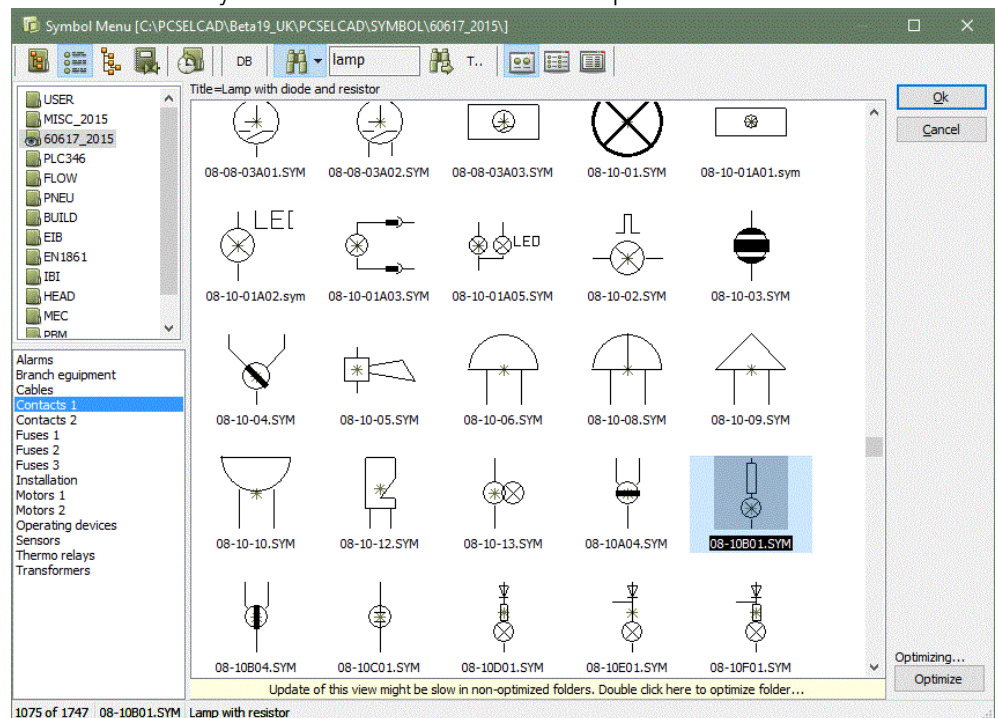 Symbol Menu [C:\PCSELCAD\Beta19_UK\PCSELCAD\SYMBOL\60617_2015\]
DB lamp T..
Title=Lamp with diode and resistor
USER
MISC_2015
60617_2015
PLC346
FLOW
PNEU
BUILD
EIB
EN1861
IBI
HEAD
MEC
Ok
Cancel
08-08-03A01.SYM 08-08-03A02.SYM 08-08-03A03.SYM 08-10-01.SYM 08-10-01A01.sym
LED
LED
08-10-01A02.sym 08-10-01A03.SYM 08-10-01A05.SYM 08-10-02.SYM 08-10-03.SYM
08-10-04.SYM 08-10-05.SYM 08-10-06.SYM 08-10-08.SYM 08-10-09.SYM
08-10-10.SYM 08-10-12.SYM 08-10-13.SYM 08-10A04.SYM 08-10B01.SYM
08-10B04.SYM 08-10C01.SYM 08-10D01.SYM 08-10E01.SYM 08-10F01.SYM
Alarms
Branch equipment
Cables
Contacts 1
Contacts 2
Fuses 1
Fuses 2
Fuses 3
Installation
Motors 1
Motors 2
Operating devices
Sensors
Thermo relays
Transformers
Optimizing...
Optimize
Update of this view might be slow in non-optimized folders. Double click here to optimize folder...
1075 of 1747 08-10B01.SYM Lamp with resistor